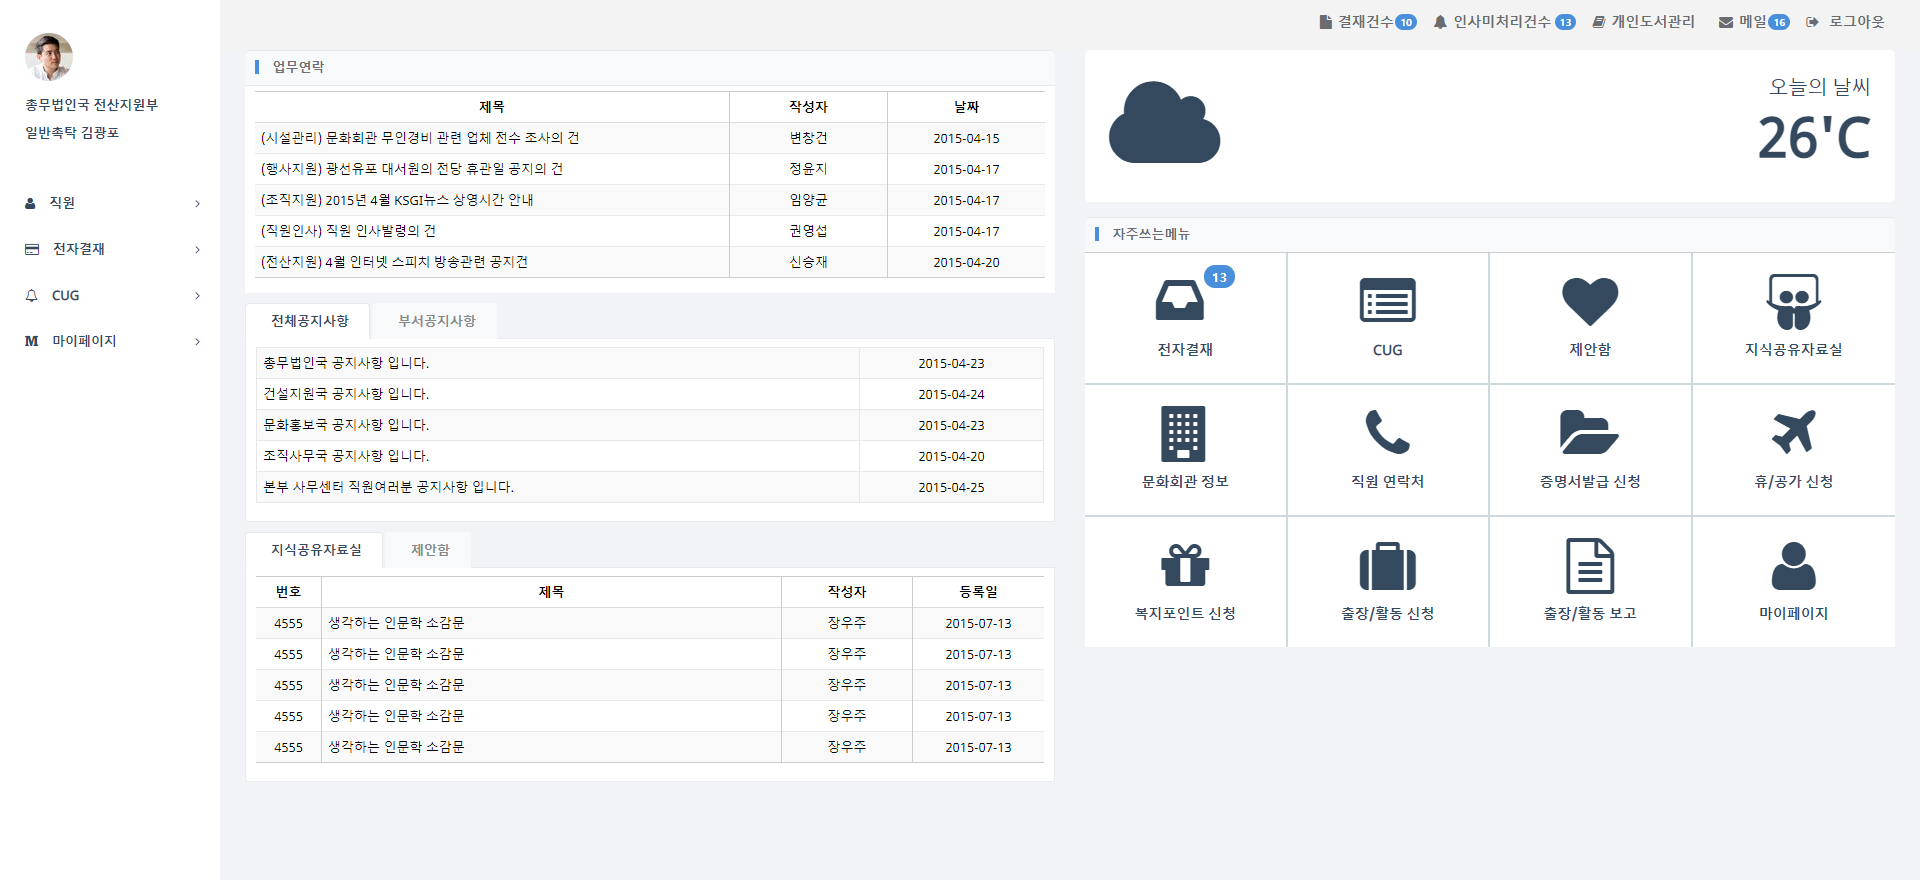 결재건수 10 인사미처리건수 13 개인도서관리 메일 16 로그아웃
총무법인국 전산지원부
일반촉탁 김광포
직원
전자결재
CUG
마이페이지
업무연락
제목 작성자 날짜
(시설관리) 문화회관 무인경비 관련 업체 전수 조사의 건 변창건 2015-04-15
(행사지원) 광선유포 대서원의 전당 휴관일 공지의 건 정윤지 2015-04-17
(조직지원) 2015년 4월 KSGI뉴스 상영시간 안내 임양균 2015-04-17
(직원인사) 직원 인사발령의 건 권영섭 2015-04-17
(전산지원) 4월 인터넷 스피치 방송관련 공지건 신승재 2015-04-20
전체공지사항 부서공지사항
총무법인국 공지사항 입니다. 2015-04-23
건설지원국 공지사항 입니다. 2015-04-24
문화홍보국 공지사항 입니다. 2015-04-23
조직사무국 공지사항 입니다. 2015-04-20
본부 사무센터 직원여러분 공지사항 입니다. 2015-04-25
지식공유자료실 제안함
번호 제목 작성자 등록일
4555 생각하는 인문학 소감문 장우주 2015-07-13
4555 생각하는 인문학 소감문 장우주 2015-07-13
4555 생각하는 인문학 소감문 장우주 2015-07-13
4555 생각하는 인문학 소감문 장우주 2015-07-13
4555 생각하는 인문학 소감문 장우주 2015-07-13
오늘의 날씨
26'C
자주쓰는메뉴
13
전자결재 CUG 제안함 지식공유자료실
문화회관 정보 직원 연락처 증명서발급 신청 휴/공가 신청
복지포인트 신청 출장/활동 신청 출장/활동 보고 마이페이지